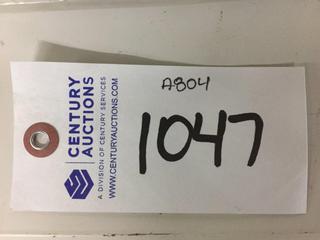 CENTURY
AUCTIONS
A DIVISION OF CENTURY SERVICES
WWW.CENTURYAUCTIONS.COM
A804
1047